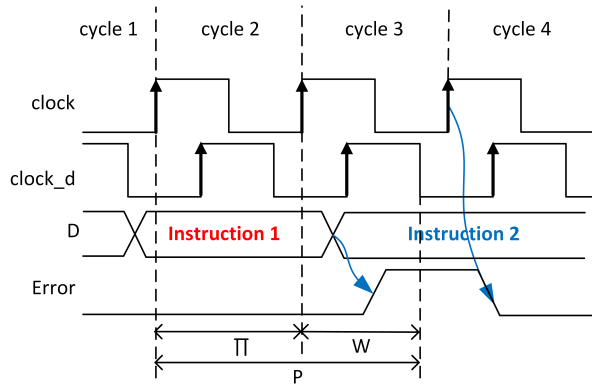 cycle 1 cycle 2 cycle 3 cycle 4
clock
clock_d
D Instruction 1 Instruction 2
Error
∏ W
P